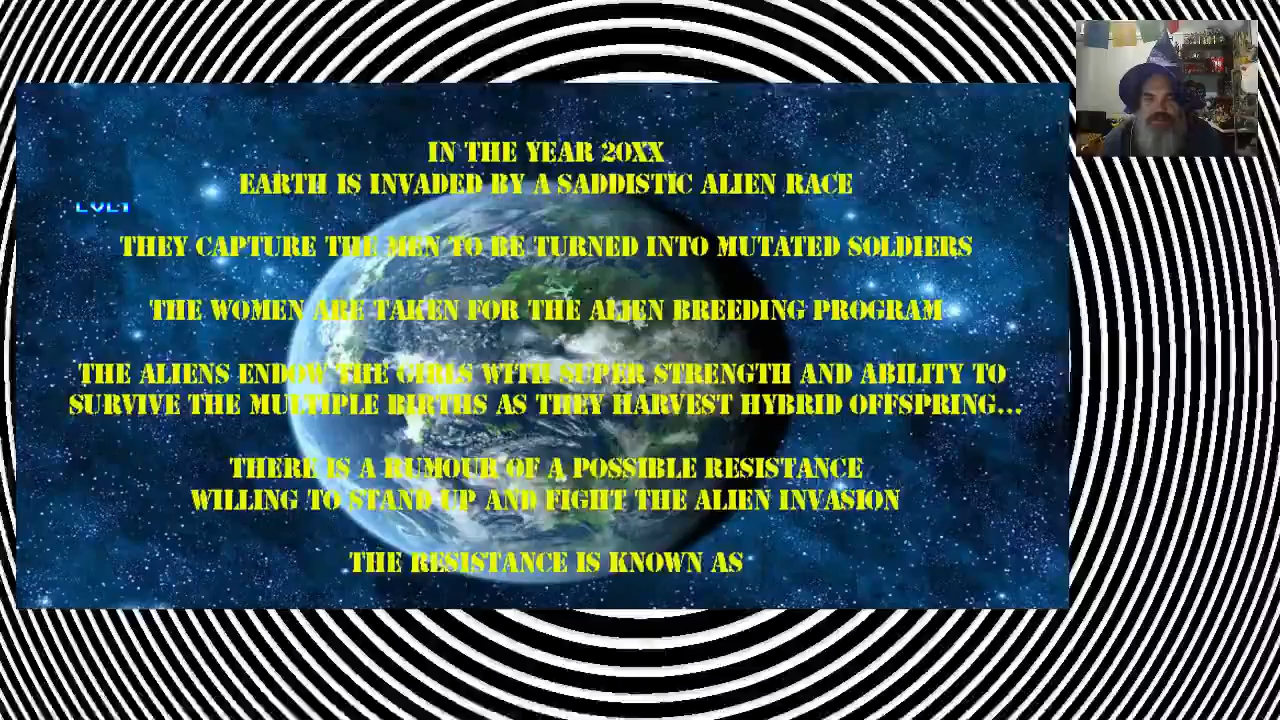 IN THE YEAR 20XX
EARTH IS INVADED BY A SADDISTIC ALIEN RACE
LVL1
THEY CAPTURE THE MEN TO BE TURNED INTO MUTATED SOLDIERS
THE WOMEN ARE TAKEN FOR THE ALIEN BREEDING PROGRAM
THE ALIENS ENDOW THE GIRLS WITH SUPER STRENGTH AND ABILITY TO
SURVIVE THE MULTIPLE BIRTHS AS THEY HARVEST HYBRID OFFSPRING...
THERE IS A RUMOUR OF A POSSIBLE RESISTANCE
WILLING TO STAND UP AND FIGHT THE ALIEN INVASION
THE RESISTANCE IS KNOWN AS